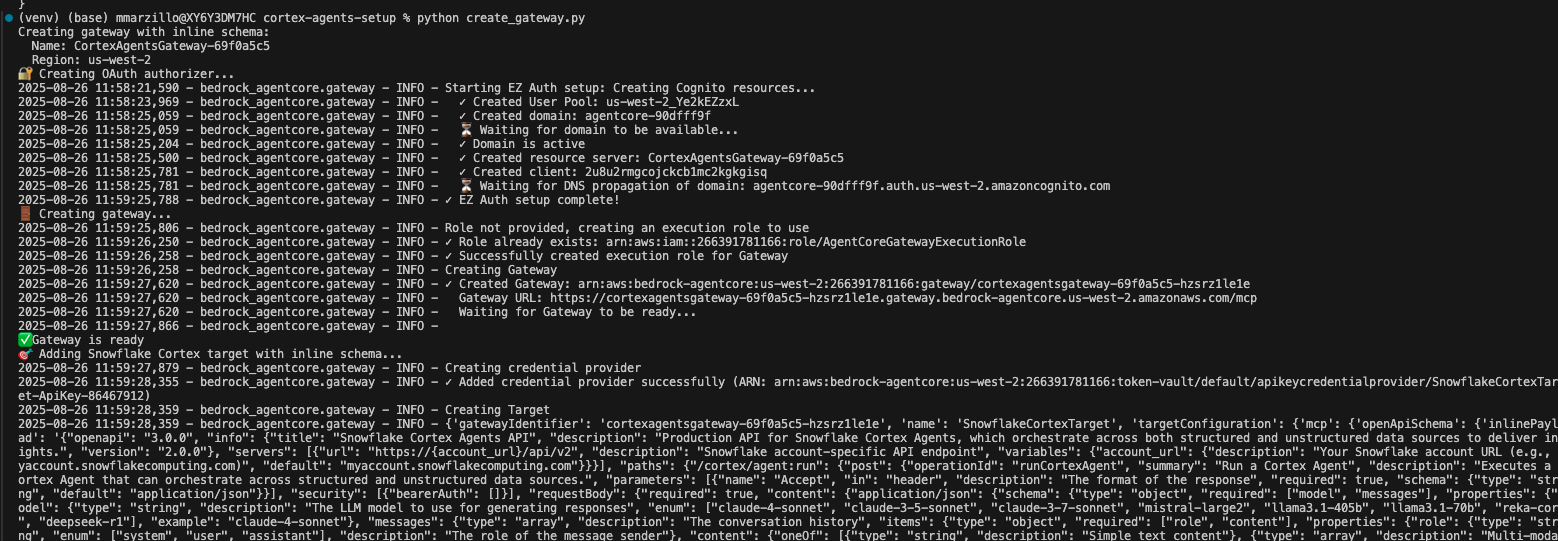 }
(venv) (base) mmarzillo@XY6Y3DM7HC cortex-agents-setup % python create_gateway.py
Creating gateway with inline schema:
  Name: CortexAgentsGateway-69f0a5c5
  Region: us-west-2
🔐 Creating OAuth authorizer...
2025-08-26 11:58:21,590 - bedrock_agentcore.gateway - INFO - Starting EZ Auth setup: Creating Cognito resources...
2025-08-26 11:58:23,969 - bedrock_agentcore.gateway - INFO -   ✓ Created User Pool: us-west-2_Ye2kEZzxL
2025-08-26 11:58:25,059 - bedrock_agentcore.gateway - INFO -   ✓ Created domain: agentcore-90dfff9f
2025-08-26 11:58:25,059 - bedrock_agentcore.gateway - INFO -   ⏳ Waiting for domain to be available...
2025-08-26 11:58:25,204 - bedrock_agentcore.gateway - INFO -   ✓ Domain is active
2025-08-26 11:58:25,500 - bedrock_agentcore.gateway - INFO -   ✓ Created resource server: CortexAgentsGateway-69f0a5c5
2025-08-26 11:58:25,781 - bedrock_agentcore.gateway - INFO -   ✓ Created client: 2u8u2rmgcojckcb1mc2kgkgisq
2025-08-26 11:58:25,781 - bedrock_agentcore.gateway - INFO -   ⏳ Waiting for DNS propagation of domain: agentcore-90dfff9f.auth.us-west-2.amazoncognito.com
2025-08-26 11:59:25,788 - bedrock_agentcore.gateway - INFO - ✓ EZ Auth setup complete!
🚪 Creating gateway...
2025-08-26 11:59:25,806 - bedrock_agentcore.gateway - INFO - Role not provided, creating an execution role to use
2025-08-26 11:59:26,250 - bedrock_agentcore.gateway - INFO - ✓ Role already exists: arn:aws:iam::266391781166:role/AgentCoreGatewayExecutionRole
2025-08-26 11:59:26,258 - bedrock_agentcore.gateway - INFO - ✓ Successfully created execution role for Gateway
2025-08-26 11:59:26,258 - bedrock_agentcore.gateway - INFO - Creating Gateway
2025-08-26 11:59:27,620 - bedrock_agentcore.gateway - INFO - ✓ Created Gateway: arn:aws:bedrock-agentcore:us-west-2:266391781166:gateway/cortexagentsgateway-69f0a5c5-hzsrz1le1e
2025-08-26 11:59:27,620 - bedrock_agentcore.gateway - INFO -   Gateway URL: https://cortexagentsgateway-69f0a5c5-hzsrz1le1e.gateway.bedrock-agentcore.us-west-2.amazonaws.com/mcp
2025-08-26 11:59:27,620 - bedrock_agentcore.gateway - INFO -   Waiting for Gateway to be ready...
2025-08-26 11:59:27,866 - bedrock_agentcore.gateway - INFO -
✅Gateway is ready
🎯 Adding Snowflake Cortex target with inline schema...
2025-08-26 11:59:27,879 - bedrock_agentcore.gateway - INFO - Creating credential provider
2025-08-26 11:59:28,355 - bedrock_agentcore.gateway - INFO - ✓ Added credential provider successfully (ARN: arn:aws:bedrock-agentcore:us-west-2:266391781166:token-vault/default/apikeycredentialprovider/SnowflakeCortexTar
et-ApiKey-86467912)
2025-08-26 11:59:28,359 - bedrock_agentcore.gateway - INFO - Creating Target
2025-08-26 11:59:28,359 - bedrock_agentcore.gateway - INFO - {'gatewayIdentifier': 'cortexagentsgateway-69f0a5c5-hzsrz1le1e', 'name': 'SnowflakeCortexTarget', 'targetConfiguration': {'mcp': {'openApiSchema': {'inlinePayl
ad': '{"openapi": "3.0.0", "info": {"title": "Snowflake Cortex Agents API", "description": "Production API for Snowflake Cortex Agents, which orchestrate across both structured and unstructured data sources to deliver in
ights.", "version": "2.0.0"}, "servers": [{"url": "https://{account_url}/api/v2", "description": "Snowflake account-specific API endpoint", "variables": {"account_url": {"description": "Your Snowflake account URL (e.g.,
yaccount.snowflakecomputing.com)", "default": "myaccount.snowflakecomputing.com"}}}], "paths": {"/cortex/agent:run": {"post": {"operationId": "runCortexAgent", "summary": "Run a Cortex Agent", "description": "Executes a
ortex Agent that can orchestrate across structured and unstructured data sources.", "parameters": [{"name": "Accept", "in": "header", "description": "The format of the response", "required": true, "schema": {"type": "str
ng", "default": "application/json"}}], "security": [{"bearerAuth": []}], "requestBody": {"required": true, "content": {"application/json": {"schema": {"type": "object", "required": ["model", "messages"], "properties": {"
odel": {"type": "string", "description": "The LLM model to use for generating responses", "enum": ["claude-4-sonnet", "claude-3-5-sonnet", "claude-3-7-sonnet", "mistral-large2", "llama3.1-405b", "llama3.1-70b", "reka-cor
", "deepseek-r1"], "example": "claude-4-sonnet"}, "messages": {"type": "array", "description": "The conversation history", "items": {"type": "object", "required": ["role", "content"], "properties": {"role": {"type": "str
ng", "enum": ["system", "user", "assistant"], "description": "The role of the message sender"}, "content": {"oneOf": [{"type": "string", "description": "Simple text content"}, {"type": "array", "description": "Multi-moda